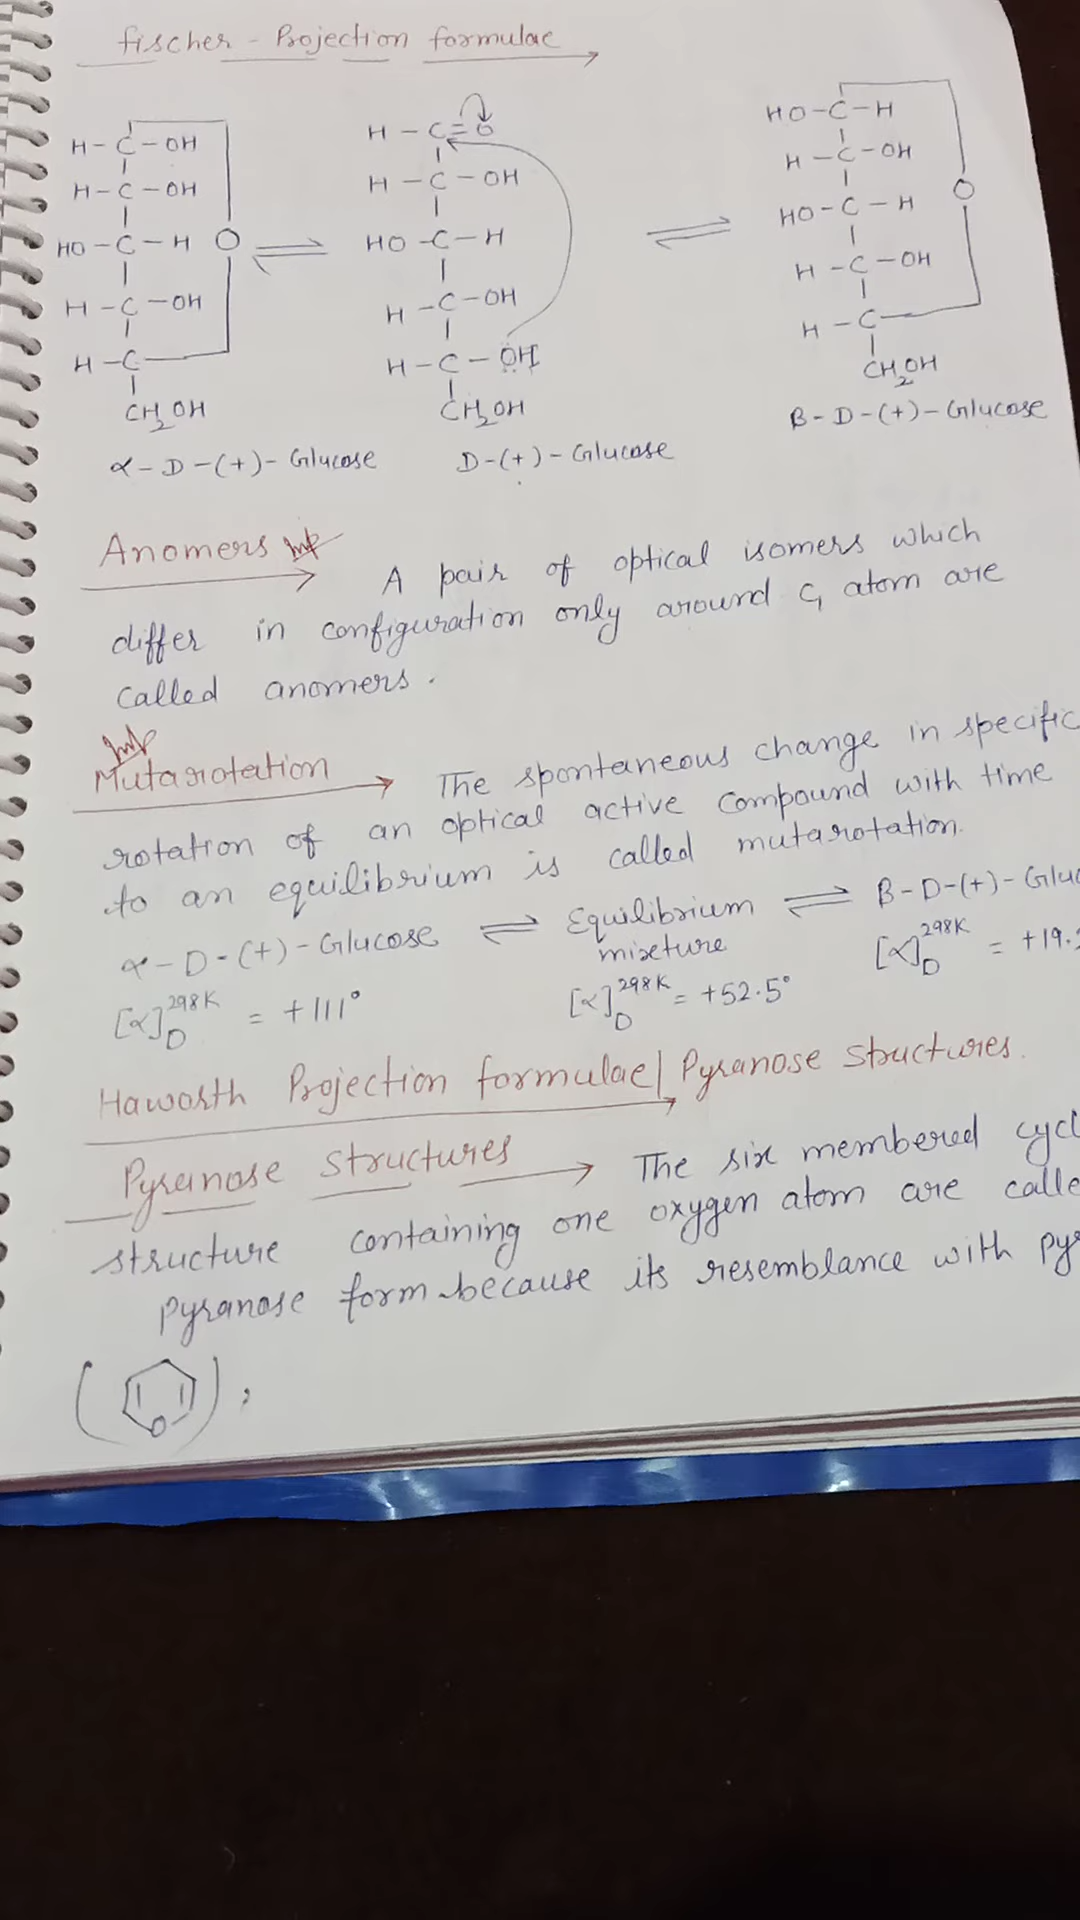 fischer - Projection formulae
H-C-OH
H-C-OH
HO-C-H O
H-C-OH
H-C
CH2OH
α-D-(+)-Glucose
H-C=O
H-C-OH
HO-C-H
H-C-OH
H-C-OH
CH2OH
D-(+)-Glucose
HO-C-H
H-C-OH
HO-C-H O
H-C-OH
H-C
CH2OH
B-D-(+)-Glucose
Anomers Imp
A pair of optical isomers which
differ in configuration only around C1 atom are
called anomers.
Imp
Mutarotation → The spontaneous change in specific
rotation of an optical active compound with time
to an equilibrium is called mutarotation.
α-D-(+)-Glucose ⇌ Equilibrium mixture ⇌ B-D-(+)-Gluc
[α]D 298K = +111° [α]D 298K = +52.5° [α]D 298K = +19.
Haworth Projection formulae/Pyranose structures.
Pyranose structures → The six membered cycl
structure containing one oxygen atom are calle
pyranose form because its resemblance with pyr
( O ),